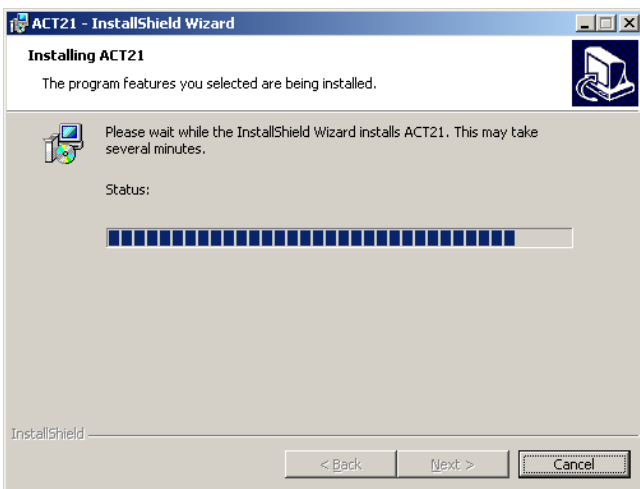 ACT21 - InstallShield Wizard
Installing ACT21
The program features you selected are being installed.
Please wait while the InstallShield Wizard installs ACT21. This may take
several minutes.
Status:
InstallShield
< Back Next > Cancel